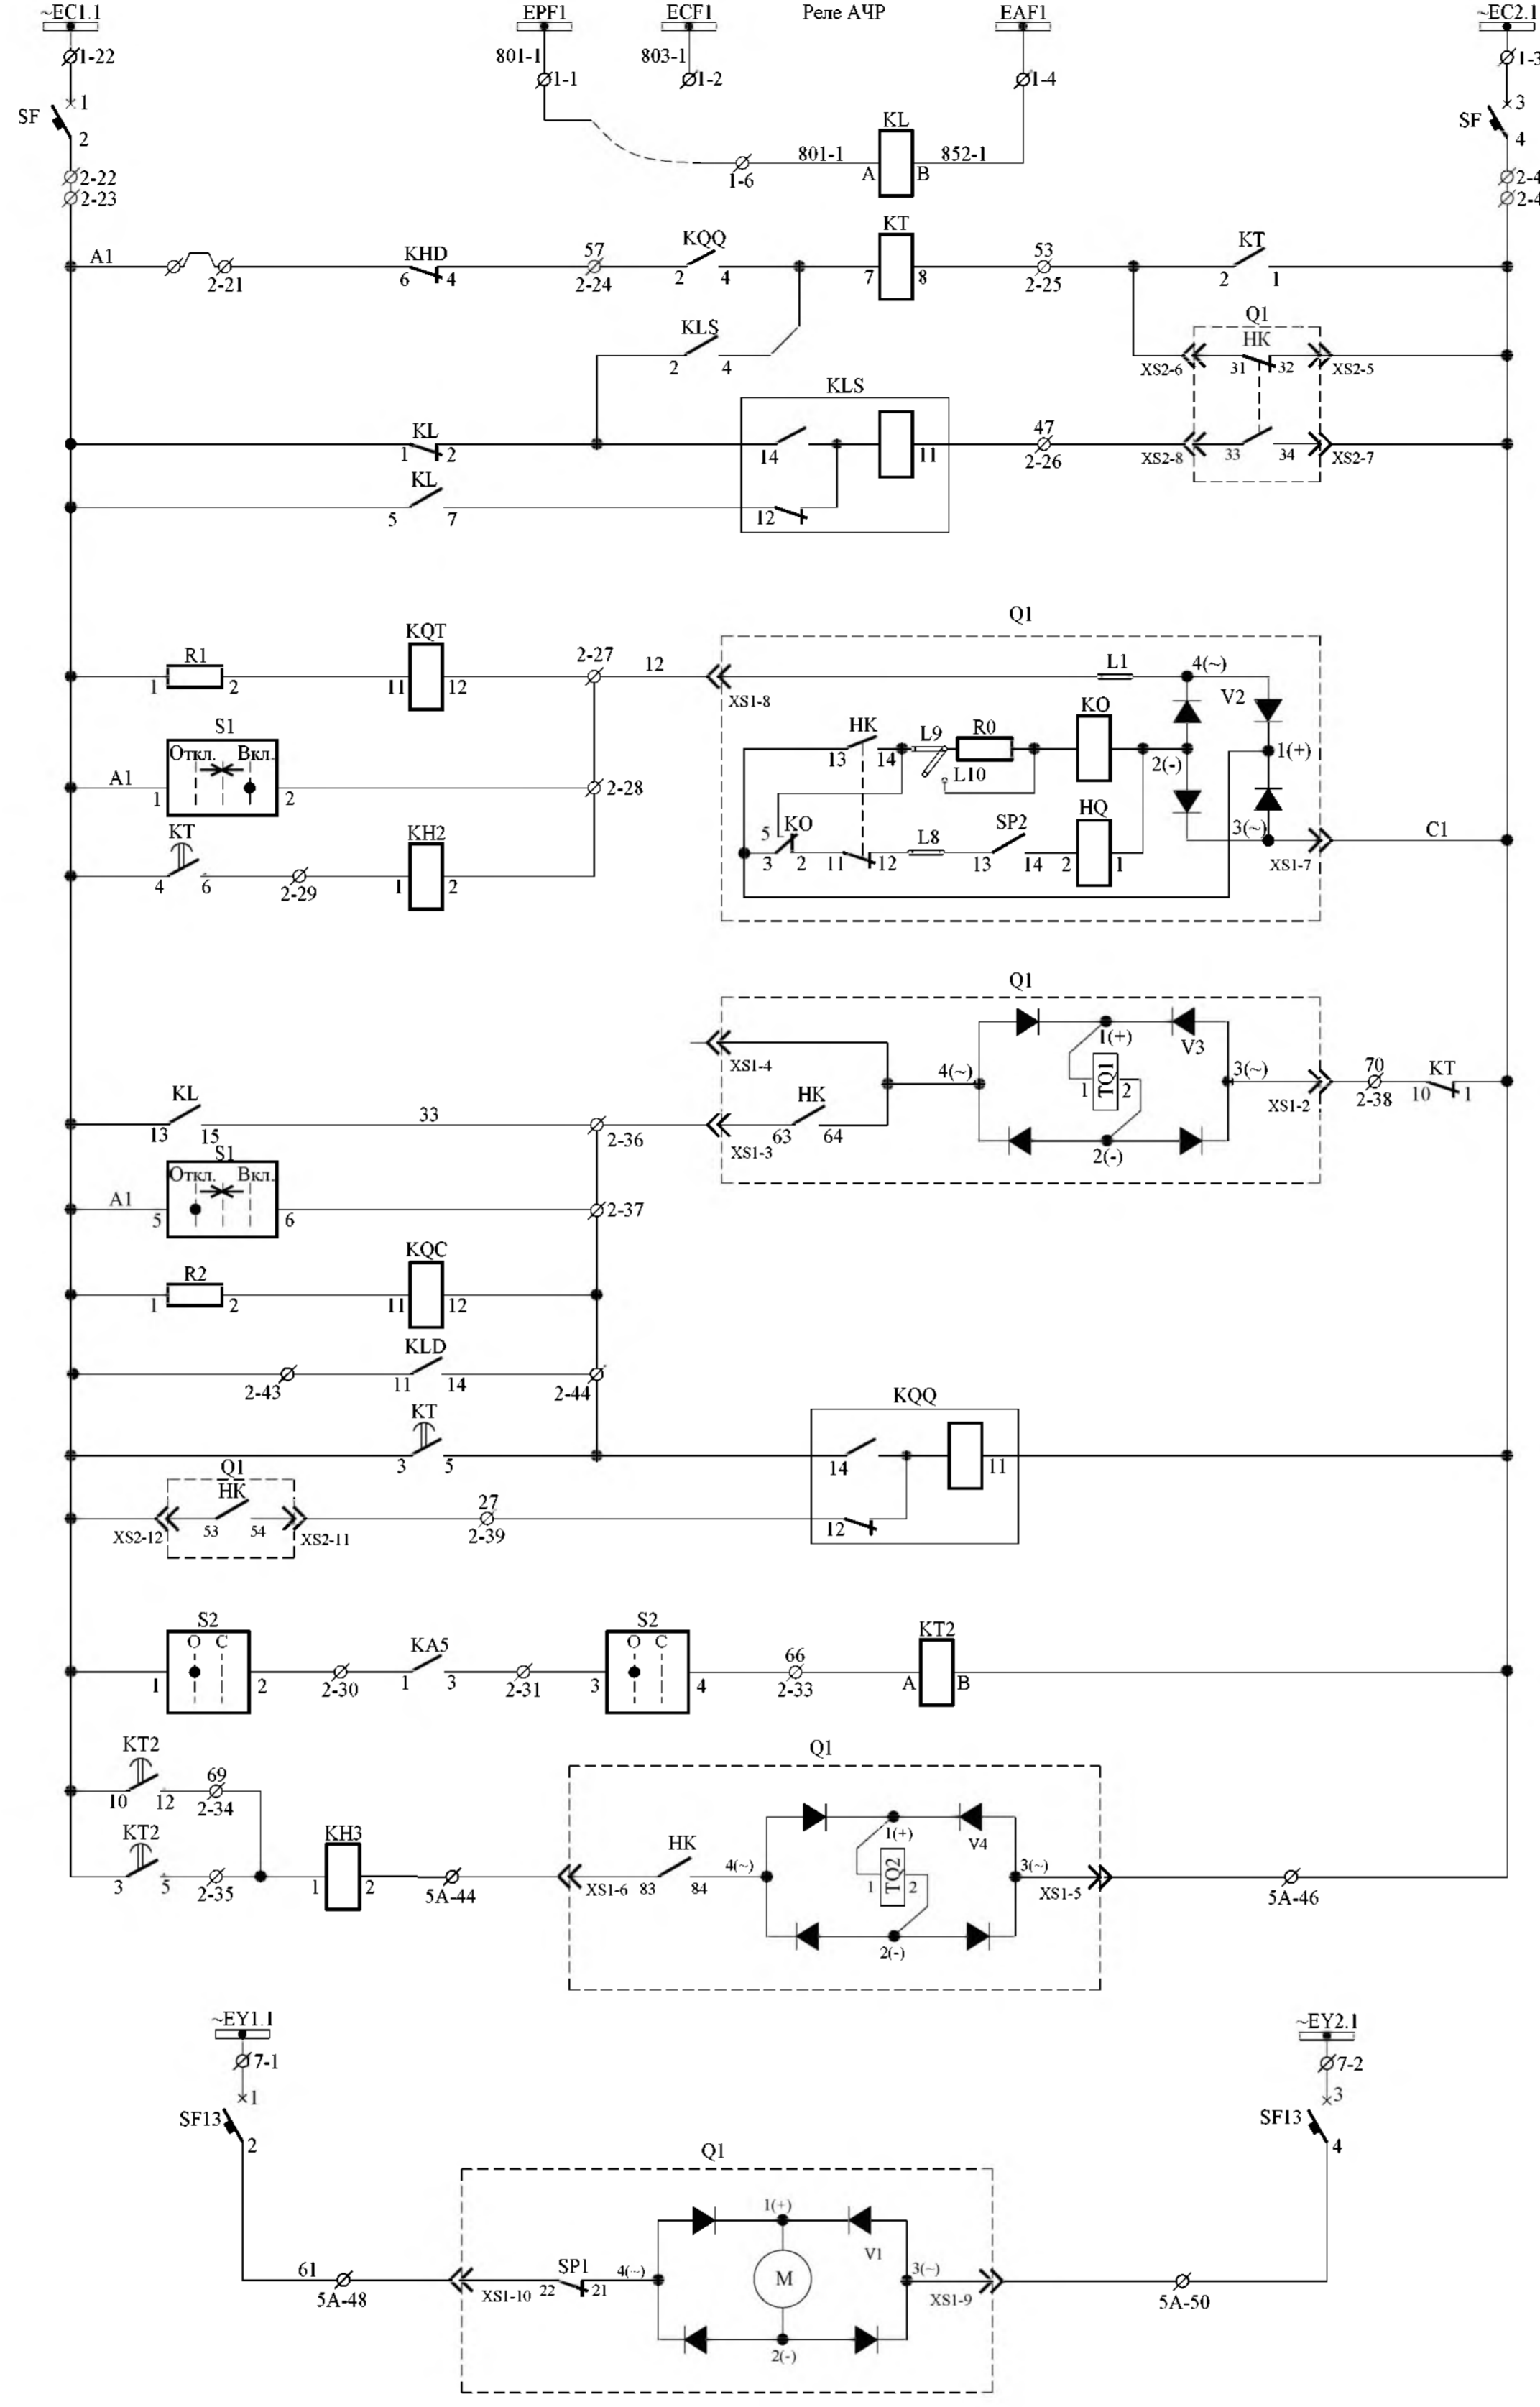 ~EC1.1 EPF1 ECF1 Реле АЧР EAF1 ~EC2.1
1-22 801-1 803-1 1-3
1-1 1-2 1-4
SF 1 SF 3
2 KL 4
801-1 852-1
2-22 1-6 A B 2-4
2-23 2-4
A1 KHD 57 KQQ KT 53 KT
2-21 6 4 2-24 2 4 7 8 2-25 2 1
Q1
KLS HK
2 4 XS2-6 31 32 XS2-5
KLS
KL 47
1 2 14 11 2-26 XS2-8 33 34 XS2-7
KL
5 7 12
Q1
KQT
R1 2-27 12 L1 4(~)
1 2 11 12 XS1-8 V2
S1 KO
Откл. Вкл. HK L9 R0
A1 13 14 L10 2(-) 1(+)
1 2 2-28
KT KH2 5 KO L8 SP2 HQ 3(~) C1
4 6 2-29 1 2 3 2 11 12 13 14 2 1 XS1-7
Q1
1(+) V3
XS1-4 4(~) 1 TQ1 2 3(~) 70 KT
KL HK XS1-2 2-38 10 1
13 15 33 2-36 XS1-3 63 64 2(-)
S1
Откл. Вкл.
A1 5 6 2-37
R2 KQC
1 2 11 12
KLD
2-43 11 14 2-44
KT KQQ
3 5 14 11
Q1
HK 27
XS2-12 53 54 XS2-11 2-39 12
S2 S2 KT2
O C KA5 O C 66
1 2 2-30 1 3 2-31 3 4 2-33 A B
KT2 69 Q1
10 12 2-34 1(+) V4
KT2 KH3 HK 4(~) TQ2 3(~)
3 5 2-35 1 2 5A-44 XS1-6 83 84 1 2 XS1-5 5A-46
2(-)
~EY1.1 ~EY2.1
7-1 7-2
1 3
SF13 SF13
2 4
Q1
1(+)
V1
61 SP1 4(~) M 3(~)
5A-48 XS1-10 22 21 XS1-9 5A-50
2(-)